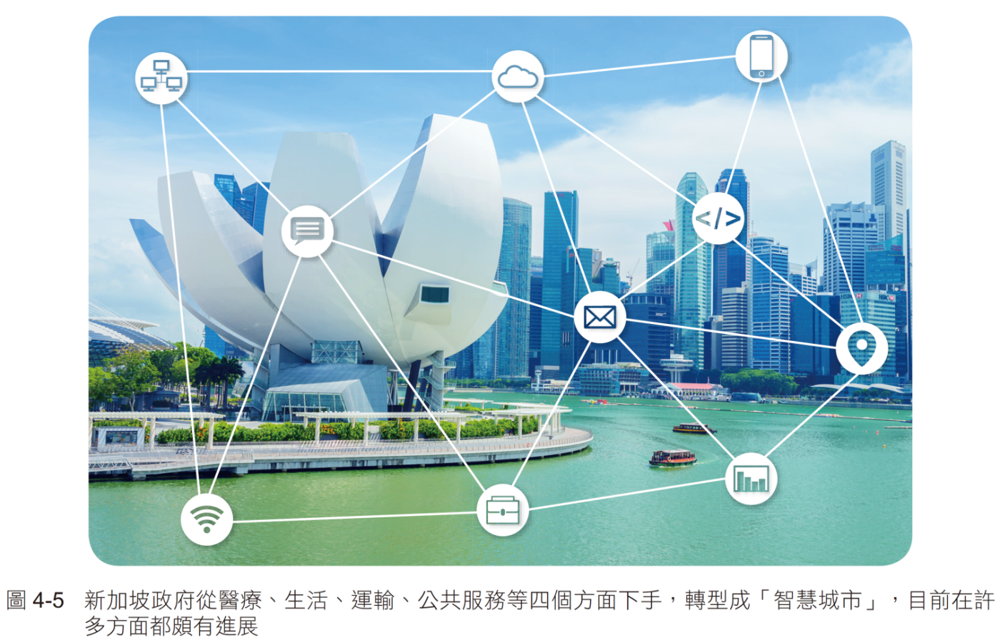 </>
圖 4-5 新加坡政府從醫療、生活、運輸、公共服務等四個方面下手，轉型成「智慧城市」，目前在許
多方面都頗有進展